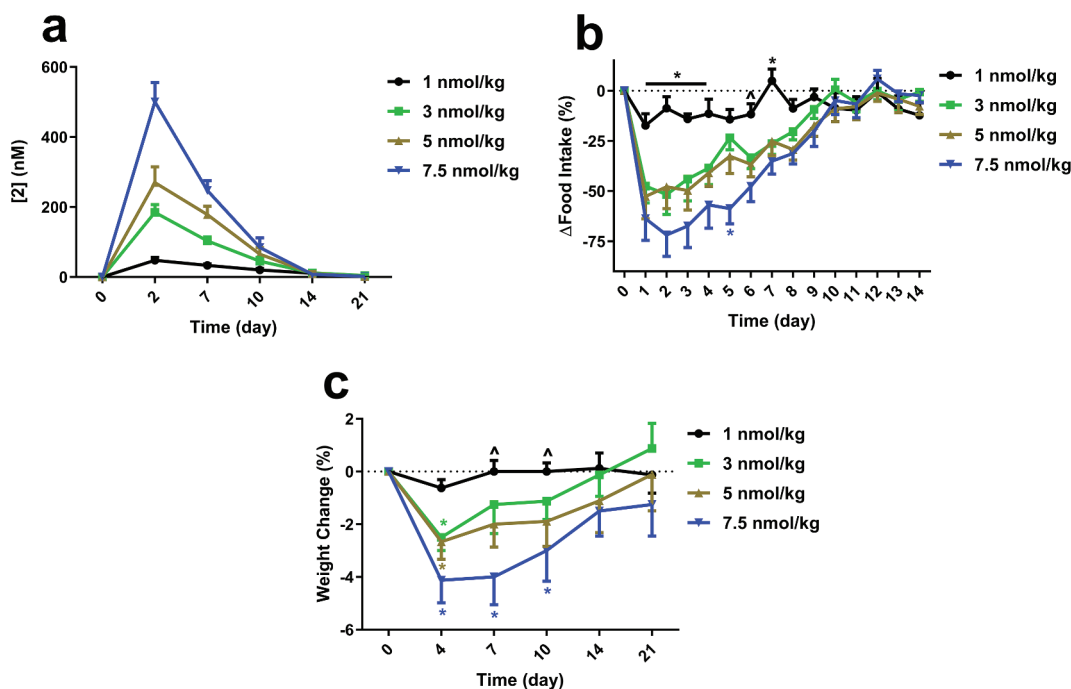 a
600
400
200
0
[2] (nM)
0
2
7
10
14
21
Time (day)
1 nmol/kg
3 nmol/kg
5 nmol/kg
7.5 nmol/kg
b
*
^
*
*
0
-25
-50
-75
ΔFood Intake (%)
0
1
2
3
4
5
6
7
8
9
10
11
12
13
14
Time (day)
1 nmol/kg
3 nmol/kg
5 nmol/kg
7.5 nmol/kg
c
2
0
-2
-4
-6
Weight Change (%)
^
^
*
*
*
*
*
0
4
7
10
14
21
Time (day)
1 nmol/kg
3 nmol/kg
5 nmol/kg
7.5 nmol/kg